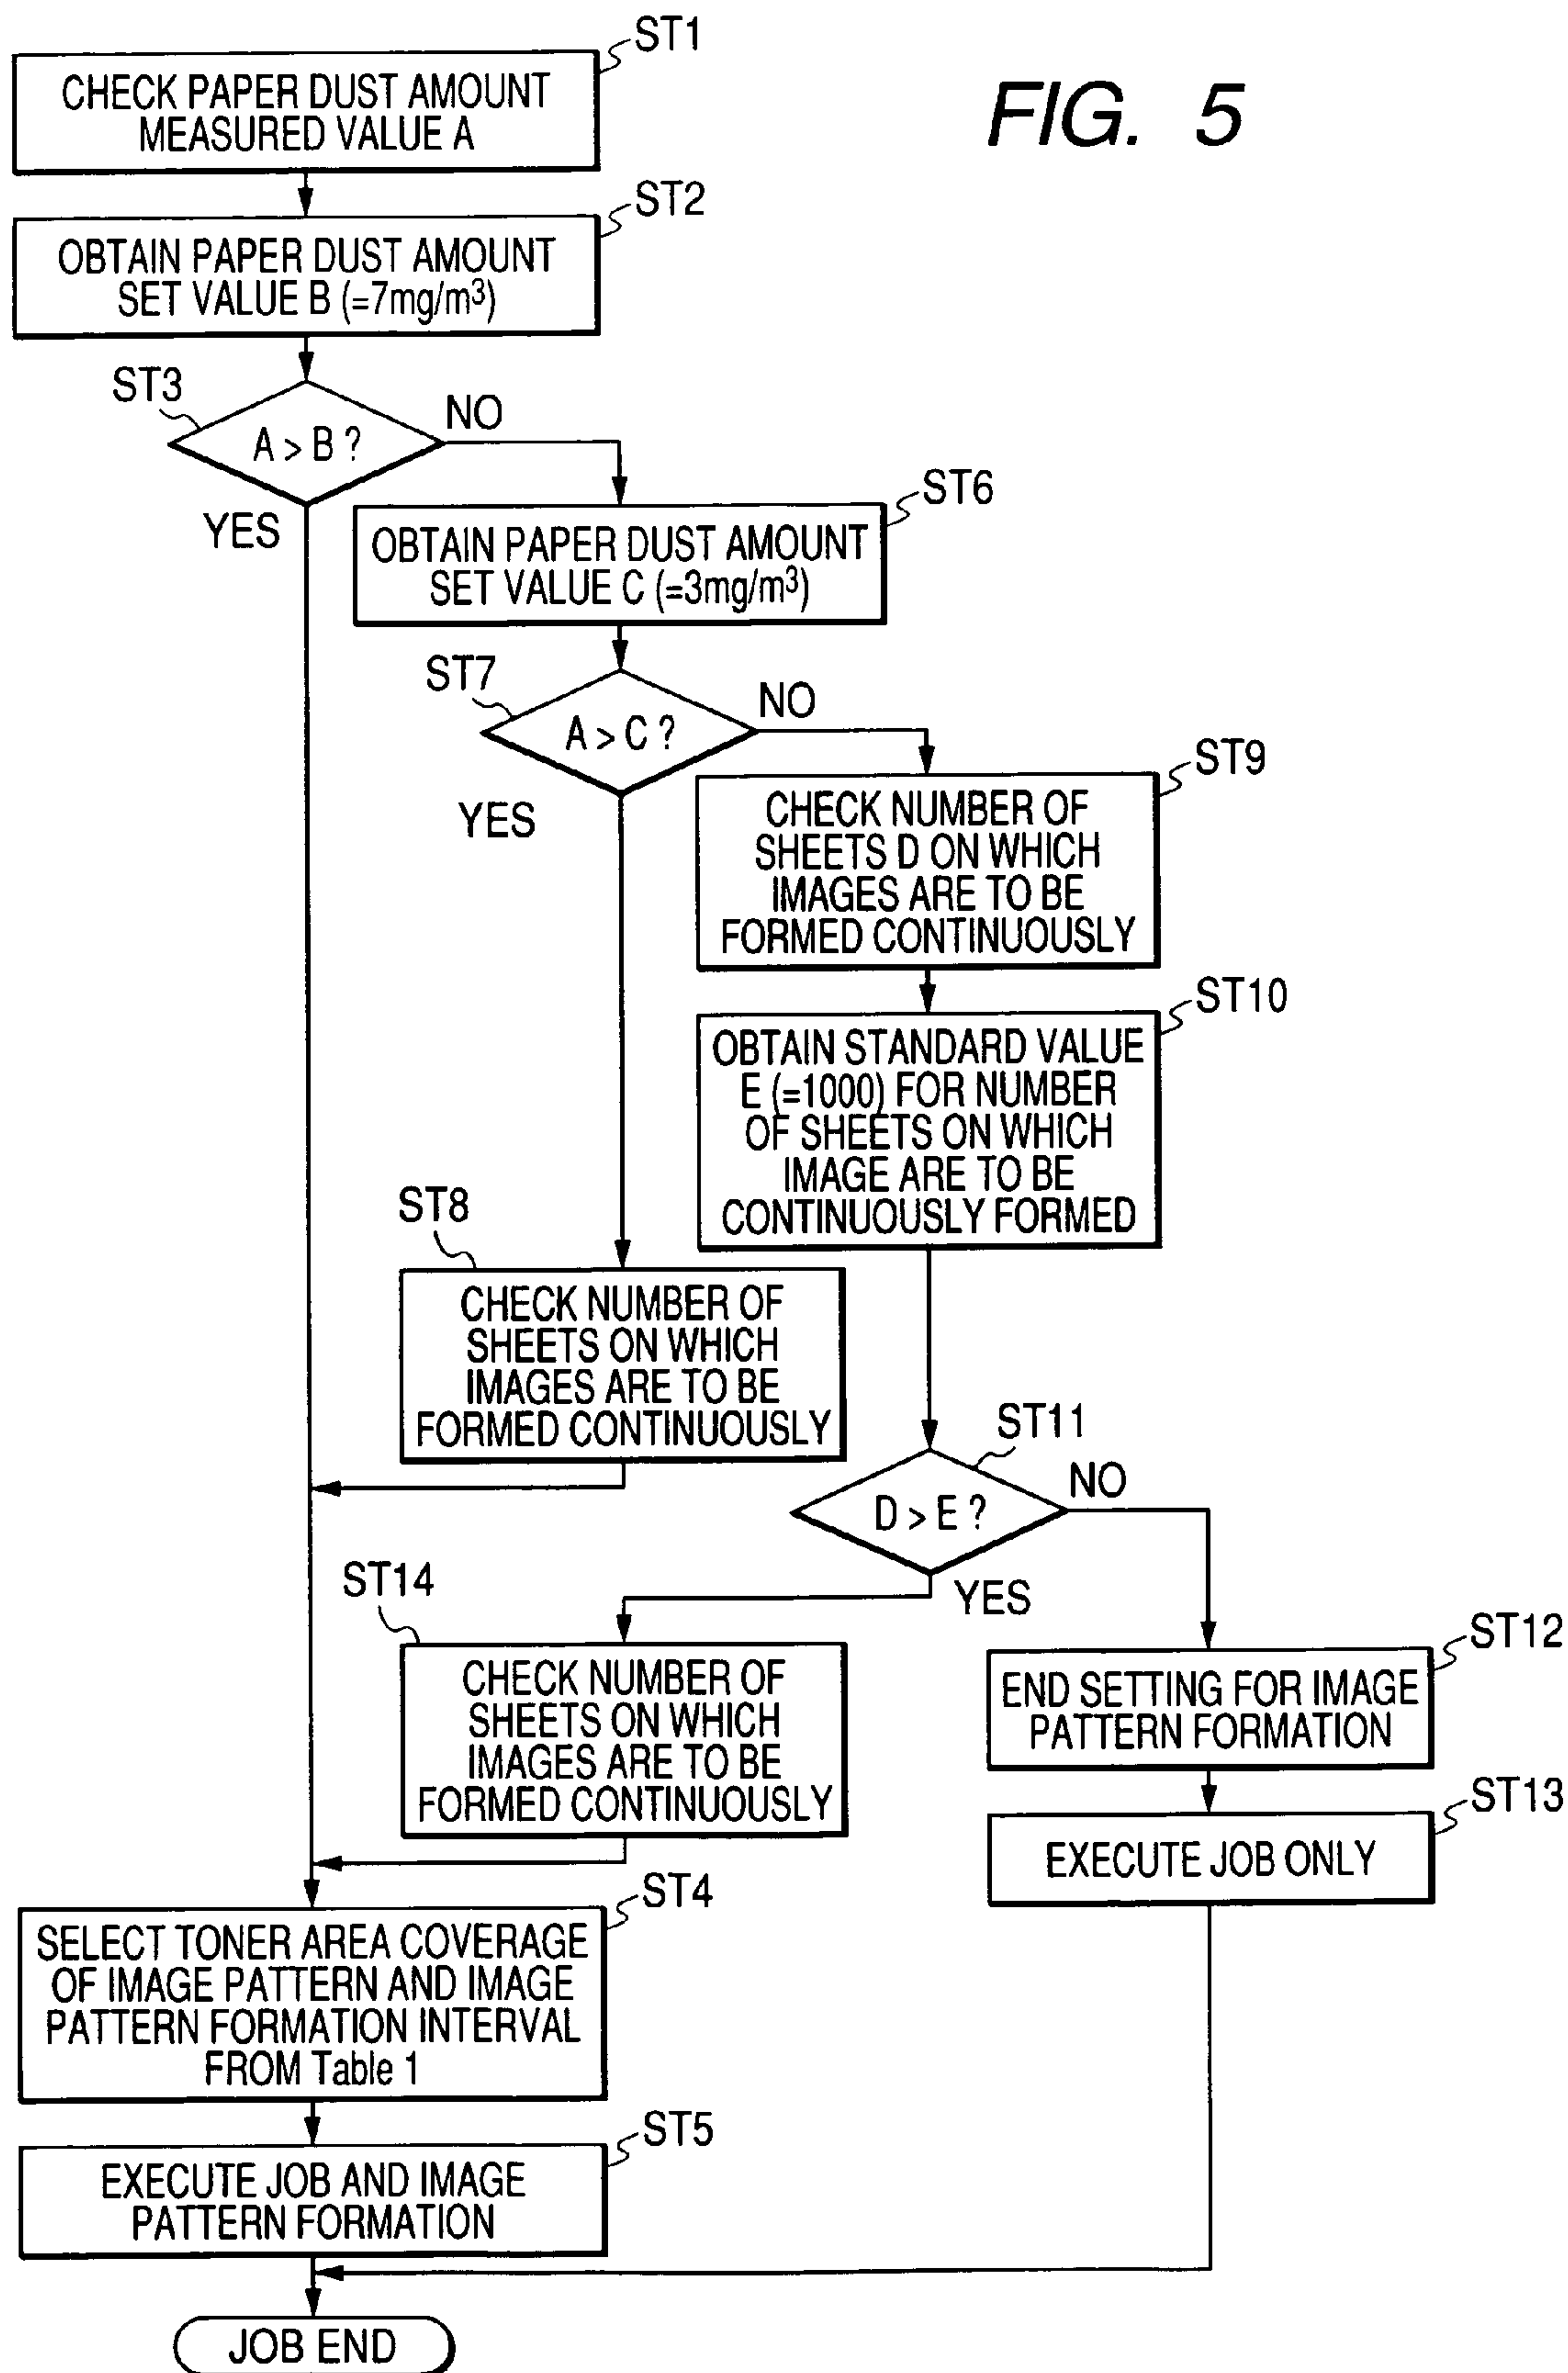 FIG. 5
ST1
CHECK PAPER DUST AMOUNT
MEASURED VALUE A
ST2
OBTAIN PAPER DUST AMOUNT
SET VALUE B (=7mg/m³)
ST3
A > B ?
NO
YES
ST6
OBTAIN PAPER DUST AMOUNT
SET VALUE C (=3mg/m³)
ST7
A > C ?
NO
YES
ST9
CHECK NUMBER OF
SHEETS D ON WHICH
IMAGES ARE TO BE
FORMED CONTINUOUSLY
ST10
OBTAIN STANDARD VALUE
E (=1000) FOR NUMBER
OF SHEETS ON WHICH
IMAGE ARE TO BE
CONTINUOUSLY FORMED
ST8
CHECK NUMBER OF
SHEETS ON WHICH
IMAGES ARE TO BE
FORMED CONTINUOUSLY
ST11
D > E ?
NO
YES
ST14
CHECK NUMBER OF
SHEETS ON WHICH
IMAGES ARE TO BE
FORMED CONTINUOUSLY
ST12
END SETTING FOR IMAGE
PATTERN FORMATION
ST13
EXECUTE JOB ONLY
ST4
SELECT TONER AREA COVERAGE
OF IMAGE PATTERN AND IMAGE
PATTERN FORMATION INTERVAL
FROM Table 1
ST5
EXECUTE JOB AND IMAGE
PATTERN FORMATION
JOB END